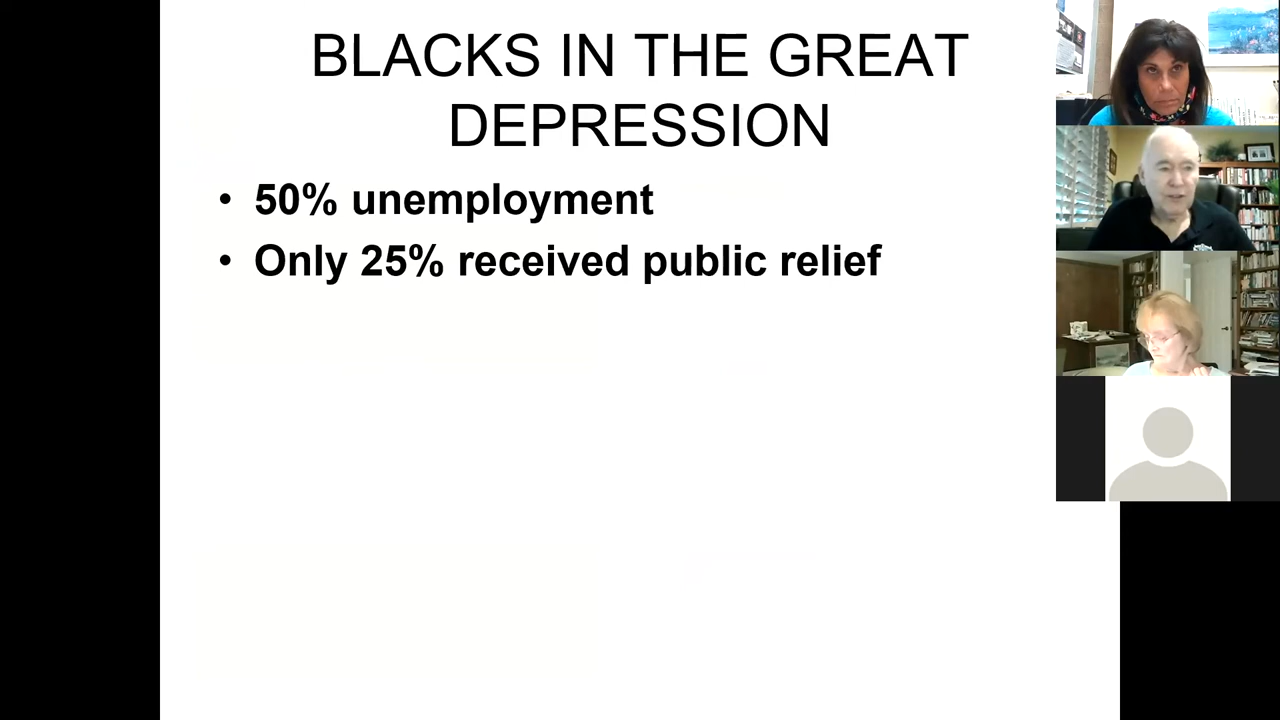 BLACKS IN THE GREAT
DEPRESSION
• 50% unemployment
• Only 25% received public relief